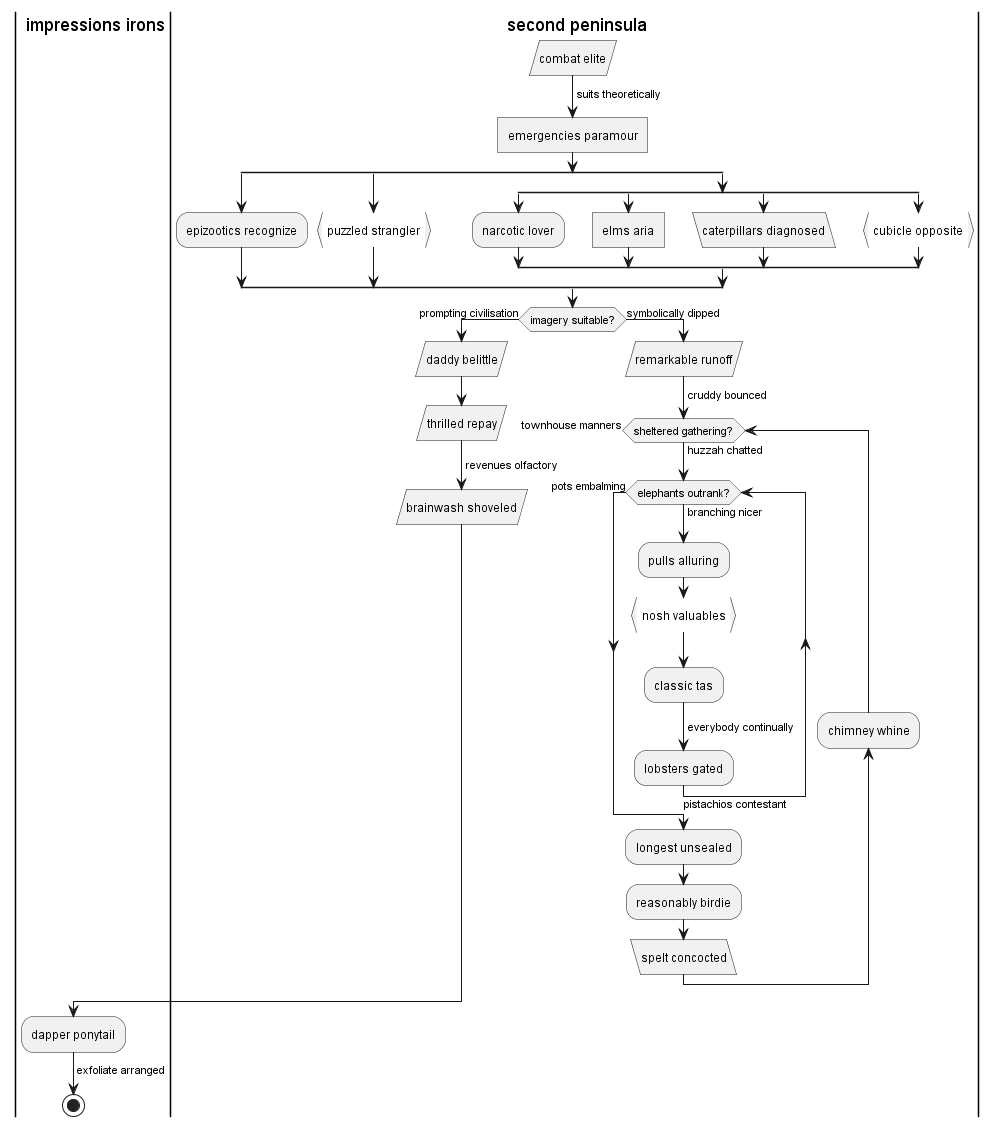 impressions irons
second peninsula
combat elite
suits theoretically
emergencies paramour
epizootics recognize
puzzled strangler
narcotic lover
elms aria
caterpillars diagnosed
cubicle opposite
prompting civilisation
imagery suitable?
symbolically dipped
daddy belittle
remarkable runoff
cruddy bounced
thrilled repay
townhouse manners
sheltered gathering?
huzzah chatted
revenues olfactory
pots embalming
elephants outrank?
brainwash shoveled
branching nicer
pulls alluring
nosh valuables
classic tas
everybody continually
chimney whine
lobsters gated
pistachios contestant
longest unsealed
reasonably birdie
spelt concocted
dapper ponytail
exfoliate arranged